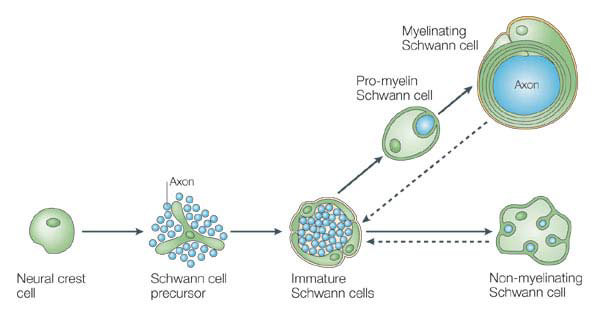 Myelinating
Schwann cell
Pro-myelin
Schwann cell
Axon
Axon
Neural crest
cell
Schwann cell
precursor
Immature
Schwann cells
Non-myelinating
Schwann cell